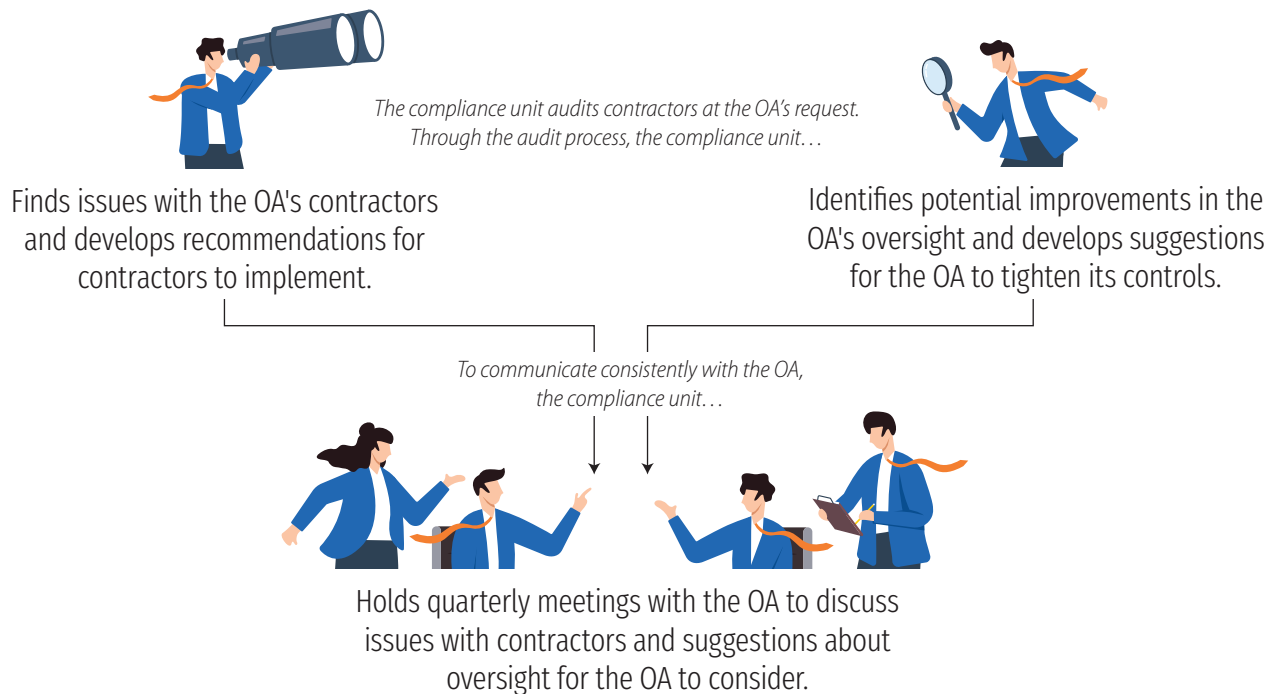 The compliance unit audits contractors at the OA’s request.
Through the audit process, the compliance unit…
Finds issues with the OA's contractors
and develops recommendations for
contractors to implement.
Identifies potential improvements in the
OA's oversight and develops suggestions
for the OA to tighten its controls.
To communicate consistently with the OA,
the compliance unit…
Holds quarterly meetings with the OA to discuss
issues with contractors and suggestions about
oversight for the OA to consider.